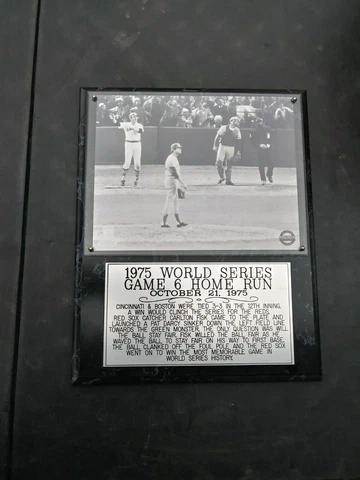 1975 WORLD SERIES
GAME 6 HOME RUN
OCTOBER 21, 1975
CINCINNATI & BOSTON WERE TIED 3-3 IN THE 12TH INNING.
A WIN WOULD CLINCH THE SERIES FOR THE REDS.
RED SOX CATCHER CARLTON FISK CAME TO THE PLATE AND
LAUNCHED A PAT DARCY SINKER DOWN THE LEFT FIELD LINE
TOWARDS THE GREEN MONSTER. THE ONLY QUESTION WAS WILL
THE BALL STAY FAIR. FISK WILLED THE BALL FAIR AS HE
WAVED THE BALL TO STAY FAIR ON HIS WAY TO FIRST BASE.
THE BALL CLANKED OFF THE FOUL POLE AND THE RED SOX
WENT ON TO WIN THE MOST MEMORABLE GAME IN
WORLD SERIES HISTORY.